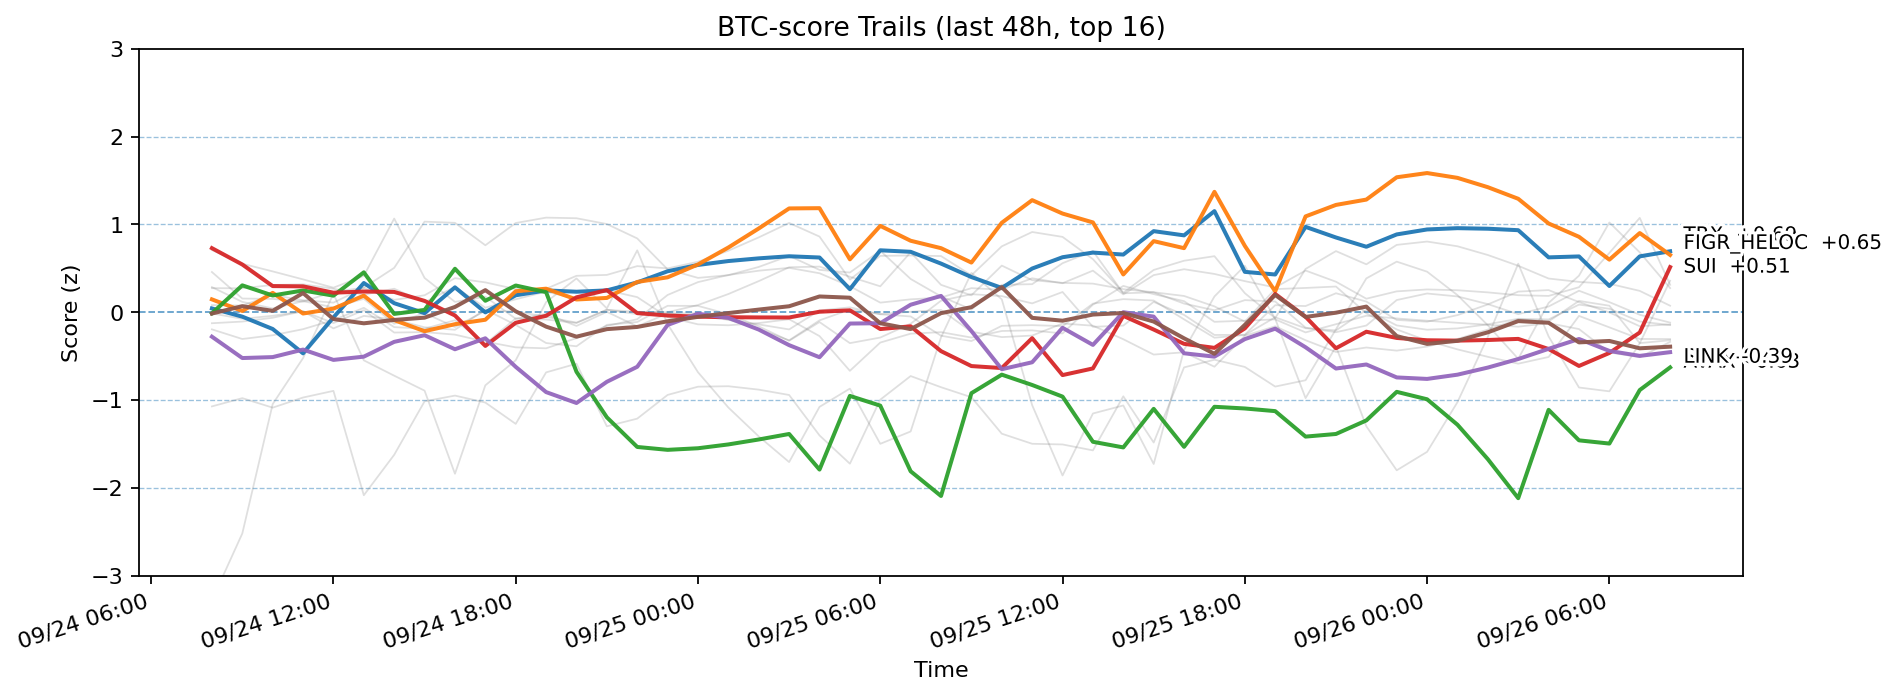 BTC-score Trails (last 48h, top 16)
3
2
1
0
−1
−2
−3
Score (z)
TRX +0.69
FIGR_HELOC +0.65
SUI +0.51
LINK -0.39
09/24 06:00
09/24 12:00
09/24 18:00
09/25 00:00
09/25 06:00
09/25 12:00
09/25 18:00
09/26 00:00
09/26 06:00
Time